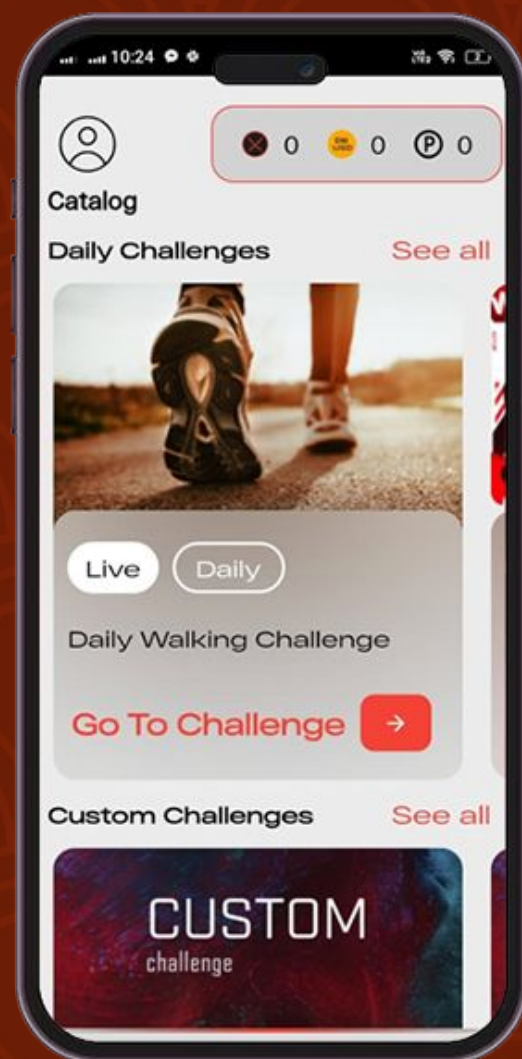 10:24
0 0 P 0
Catalog
Daily Challenges See all
Live Daily
Daily Walking Challenge
Go To Challenge
Custom Challenges See all
CUSTOM
challenge